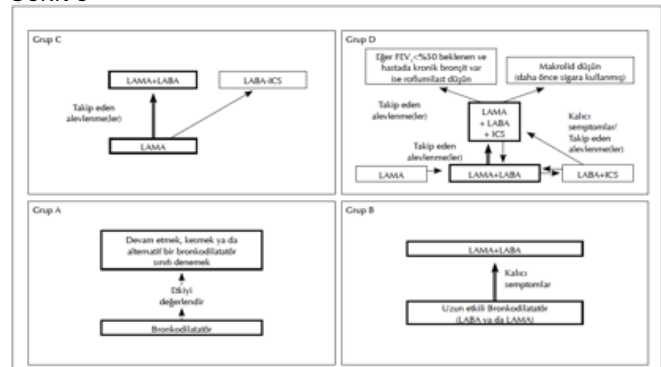 Grup C
LAMA+LABA
LABA-ICS
Takip eden
alevlenme(ler)
LAMA
Grup D
Eğer FEV₁<%50 beklenen ve
hastada kronik bronşit var
ise roflumilast düşün
Makrolid düşün
(daha önce sigara kullanmış)
Takip eden
alevlenme(ler)
LAMA
+ LABA
+ ICS
Kalıcı
semptomlar/
Takip eden
alevlenme(ler)
Takip eden
alevlenme(ler)
LAMA
LAMA+LABA
LABA+ICS
Grup A
Devam etmek, kesmek ya da
alternatif bir bronkodilatatör
sınıfı denemek
Etkiyi
değerlendir
Bronkodilatatör
Grup B
LAMA+LABA
Kalıcı
semptomlar
Uzun etkili Bronkodilatatör
(LABA ya da LAMA)